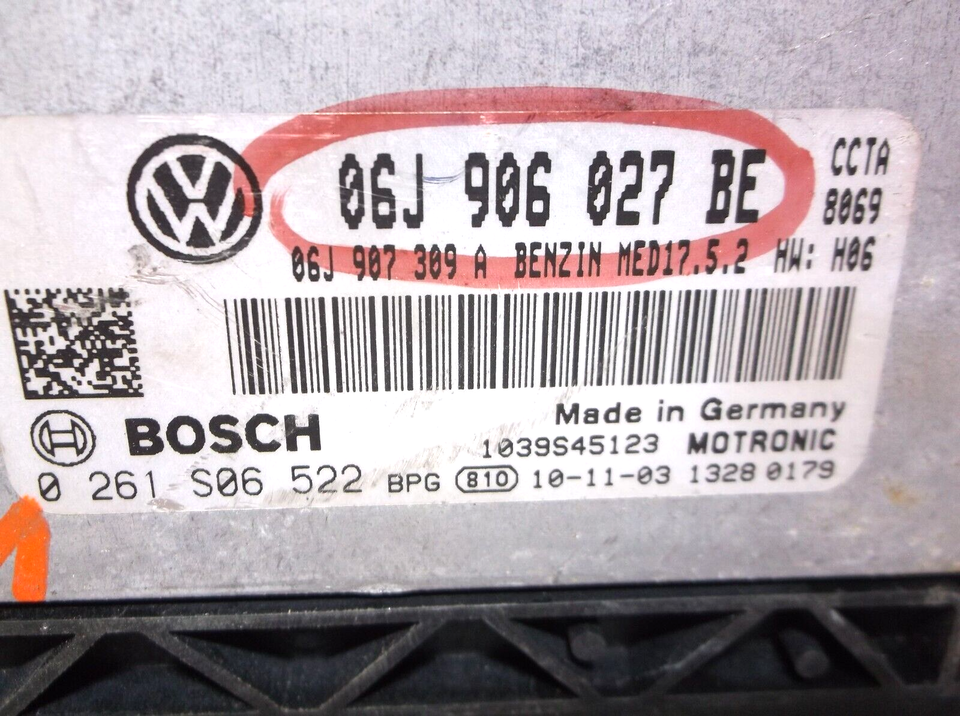 06J 906 027 BE
CCTA
8069
06J 907 309 A BENZIN MED17.5.2 HW: H06
BOSCH
Made in Germany
1039S45123 MOTRONIC
0 261 S06 522 BPG 810 10-11-03 1328 0179